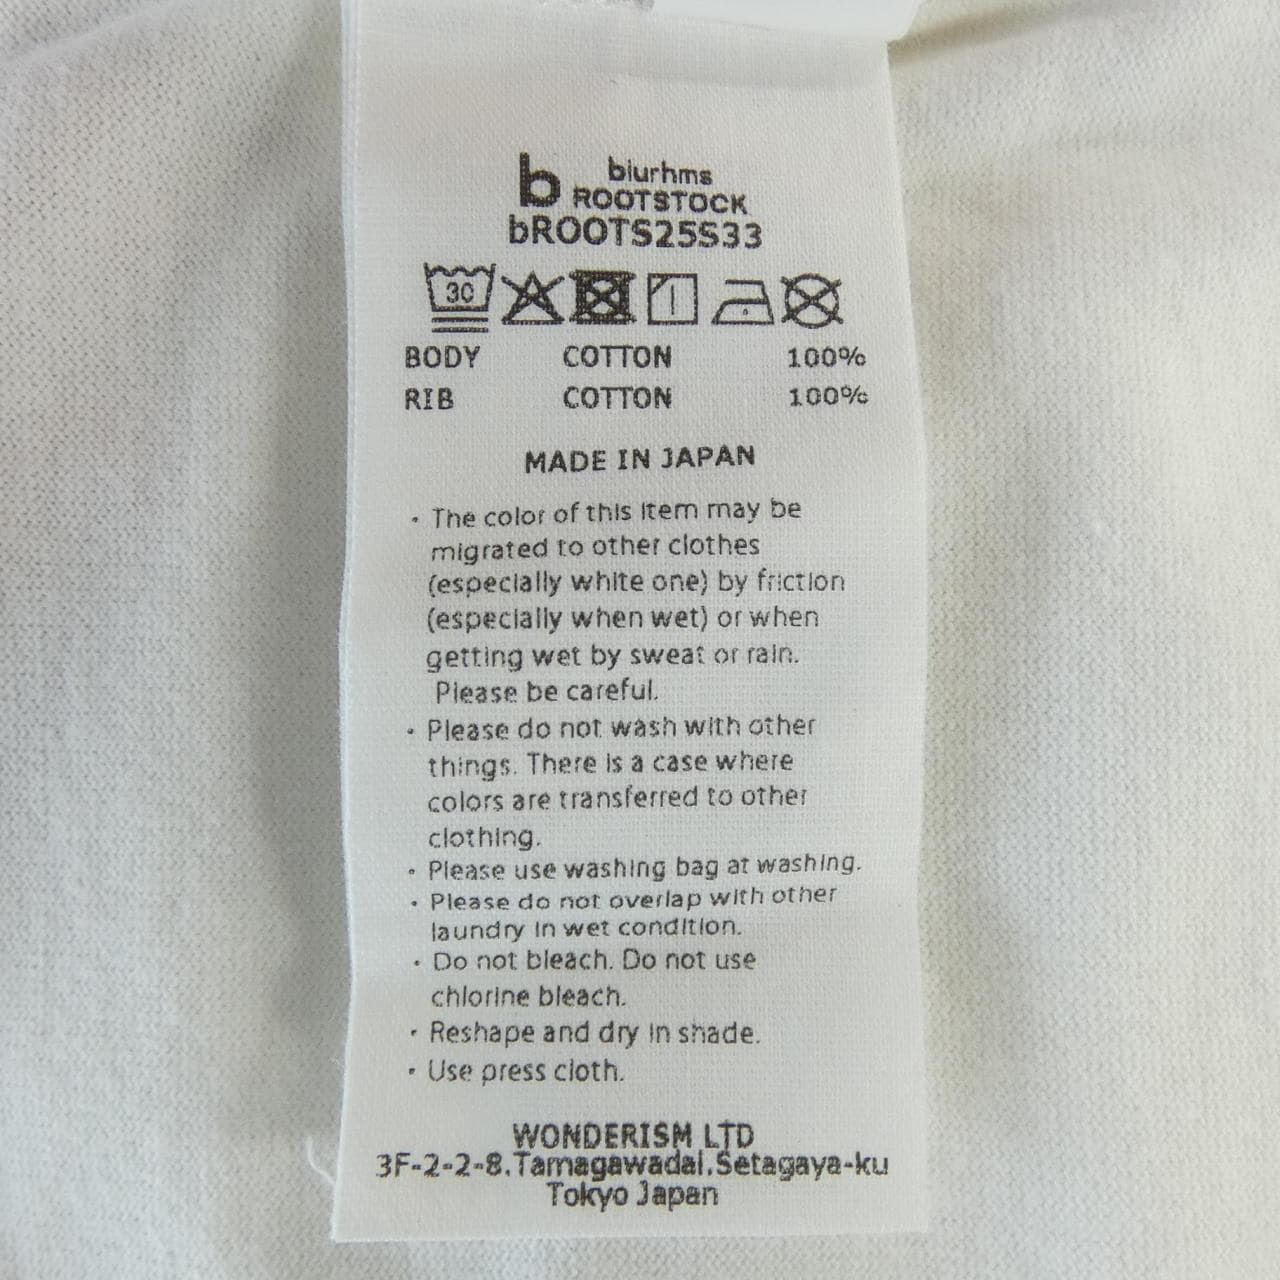 b blurhms
ROOTSTOCK
bROOTS25S33
30
BODY COTTON 100%
RIB COTTON 100%
MADE IN JAPAN
・The color of this item may be
migrated to other clothes
(especially white one) by friction
(especially when wet) or when
getting wet by sweat or rain.
Please be careful.
・Please do not wash with other
things. There is a case where
colors are transferred to other
clothing.
・Please use washing bag at washing.
・Please do not overlap with other
laundry in wet condition.
・Do not bleach. Do not use
chlorine bleach.
・Reshape and dry in shade.
・Use press cloth.
WONDERISM LTD
3F-2-2-8.Tamagawadai.Setagaya-ku
Tokyo Japan